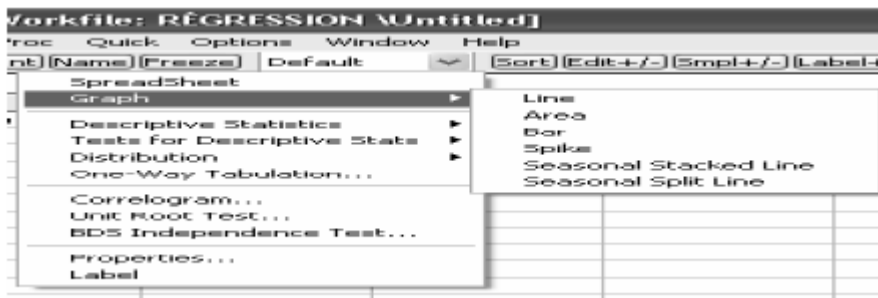 Workfile: RÉGRESSION \Untitled]
Proc Quick Options Window Help
nt Name Freeze Default Sort Edit+/- Smpl+/- Label+
SpreadSheet
Graph
Line
Area
Bar
Spike
Seasonal Stacked Line
Seasonal Split Line
Descriptive Statistics
Tests for Descriptive Stats
Distribution
One-Way Tabulation...
Correlogram...
Unit Root Test...
BDS Independence Test...
Properties...
Label